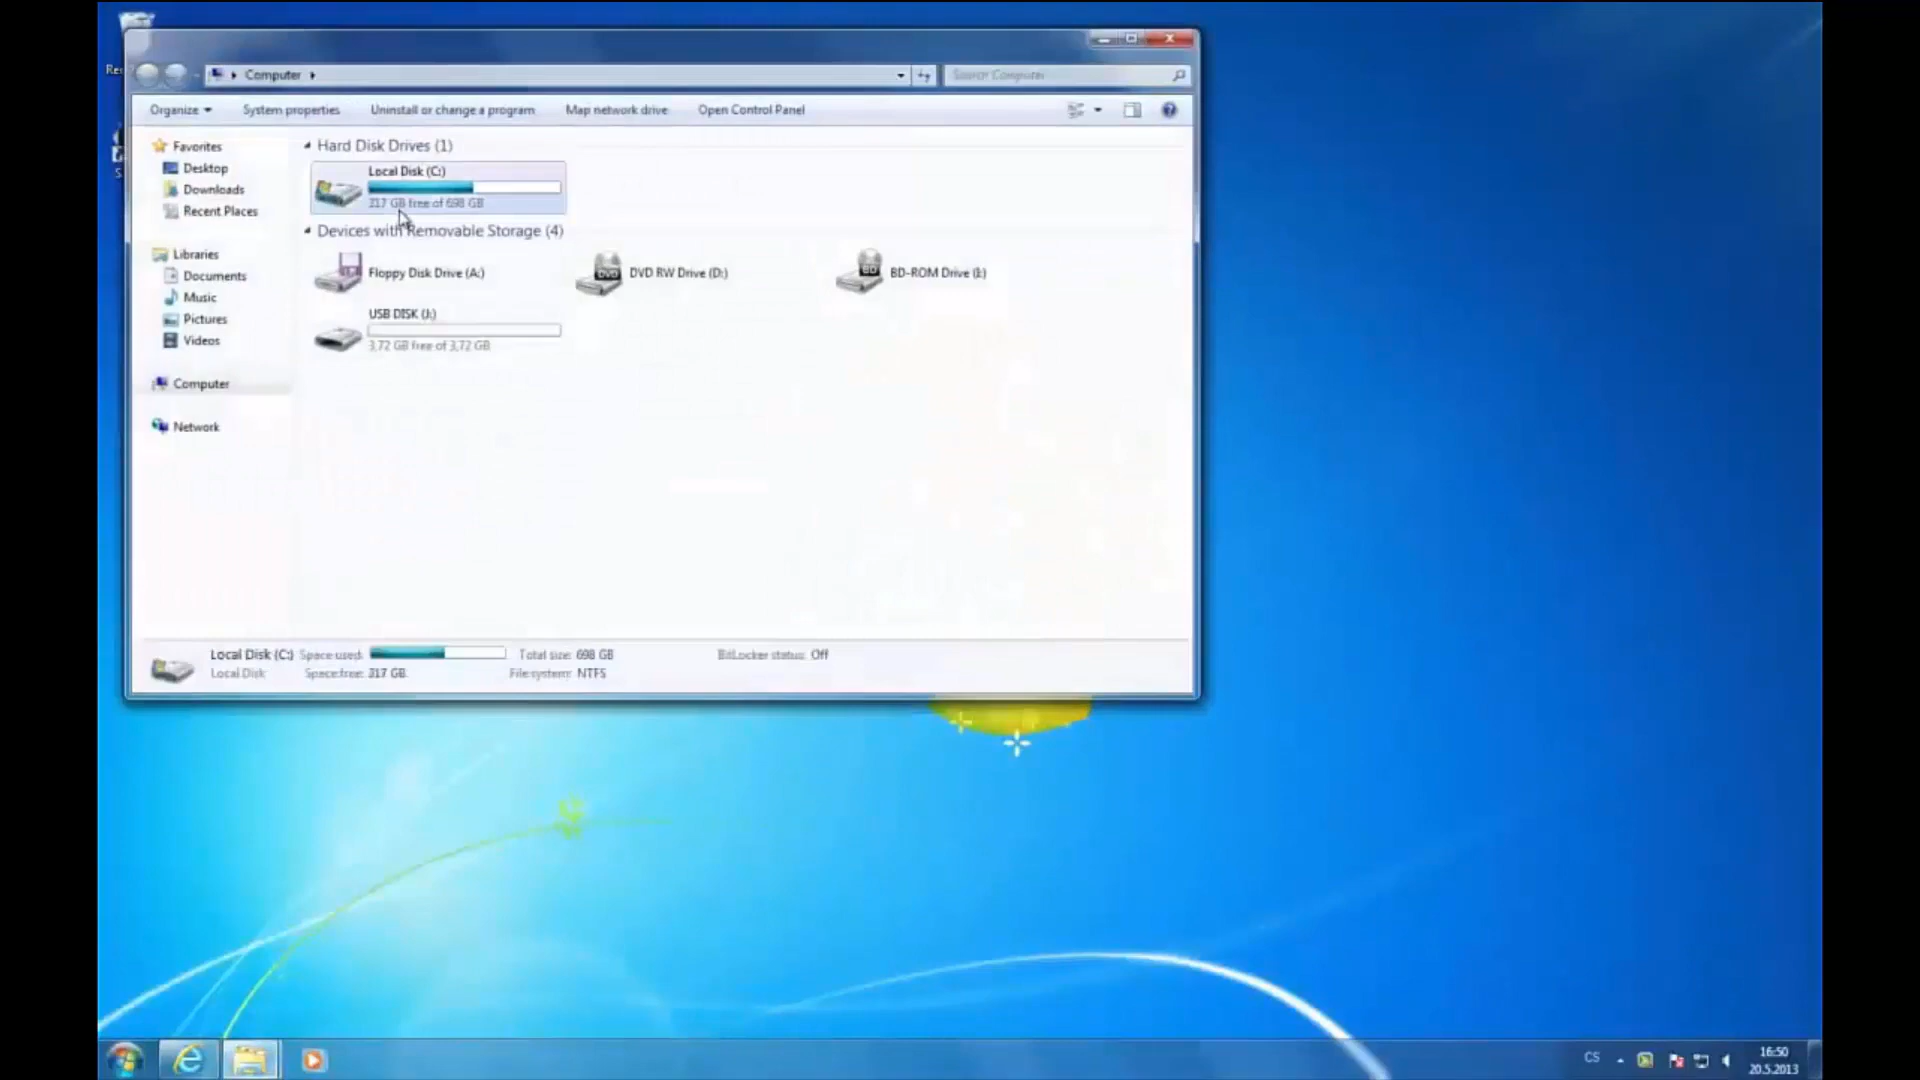 Computer
Search Computer
Organize
System properties
Uninstall or change a program
Map network drive
Open Control Panel
Favorites
Desktop
Downloads
Recent Places
Libraries
Documents
Music
Pictures
Videos
Computer
Network
Hard Disk Drives (1)
Local Disk (C:)
317 GB free of 698 GB
Devices with Removable Storage (4)
Floppy Disk Drive (A:)
DVD
DVD RW Drive (D:)
BD
BD-ROM Drive (I:)
USB DISK (J:)
3,72 GB free of 3,72 GB
Local Disk (C:) Space used: Total size: 698 GB BitLocker status: Off
Local Disk Space free: 317 GB File system: NTFS
CS
16:50
20.5.2013